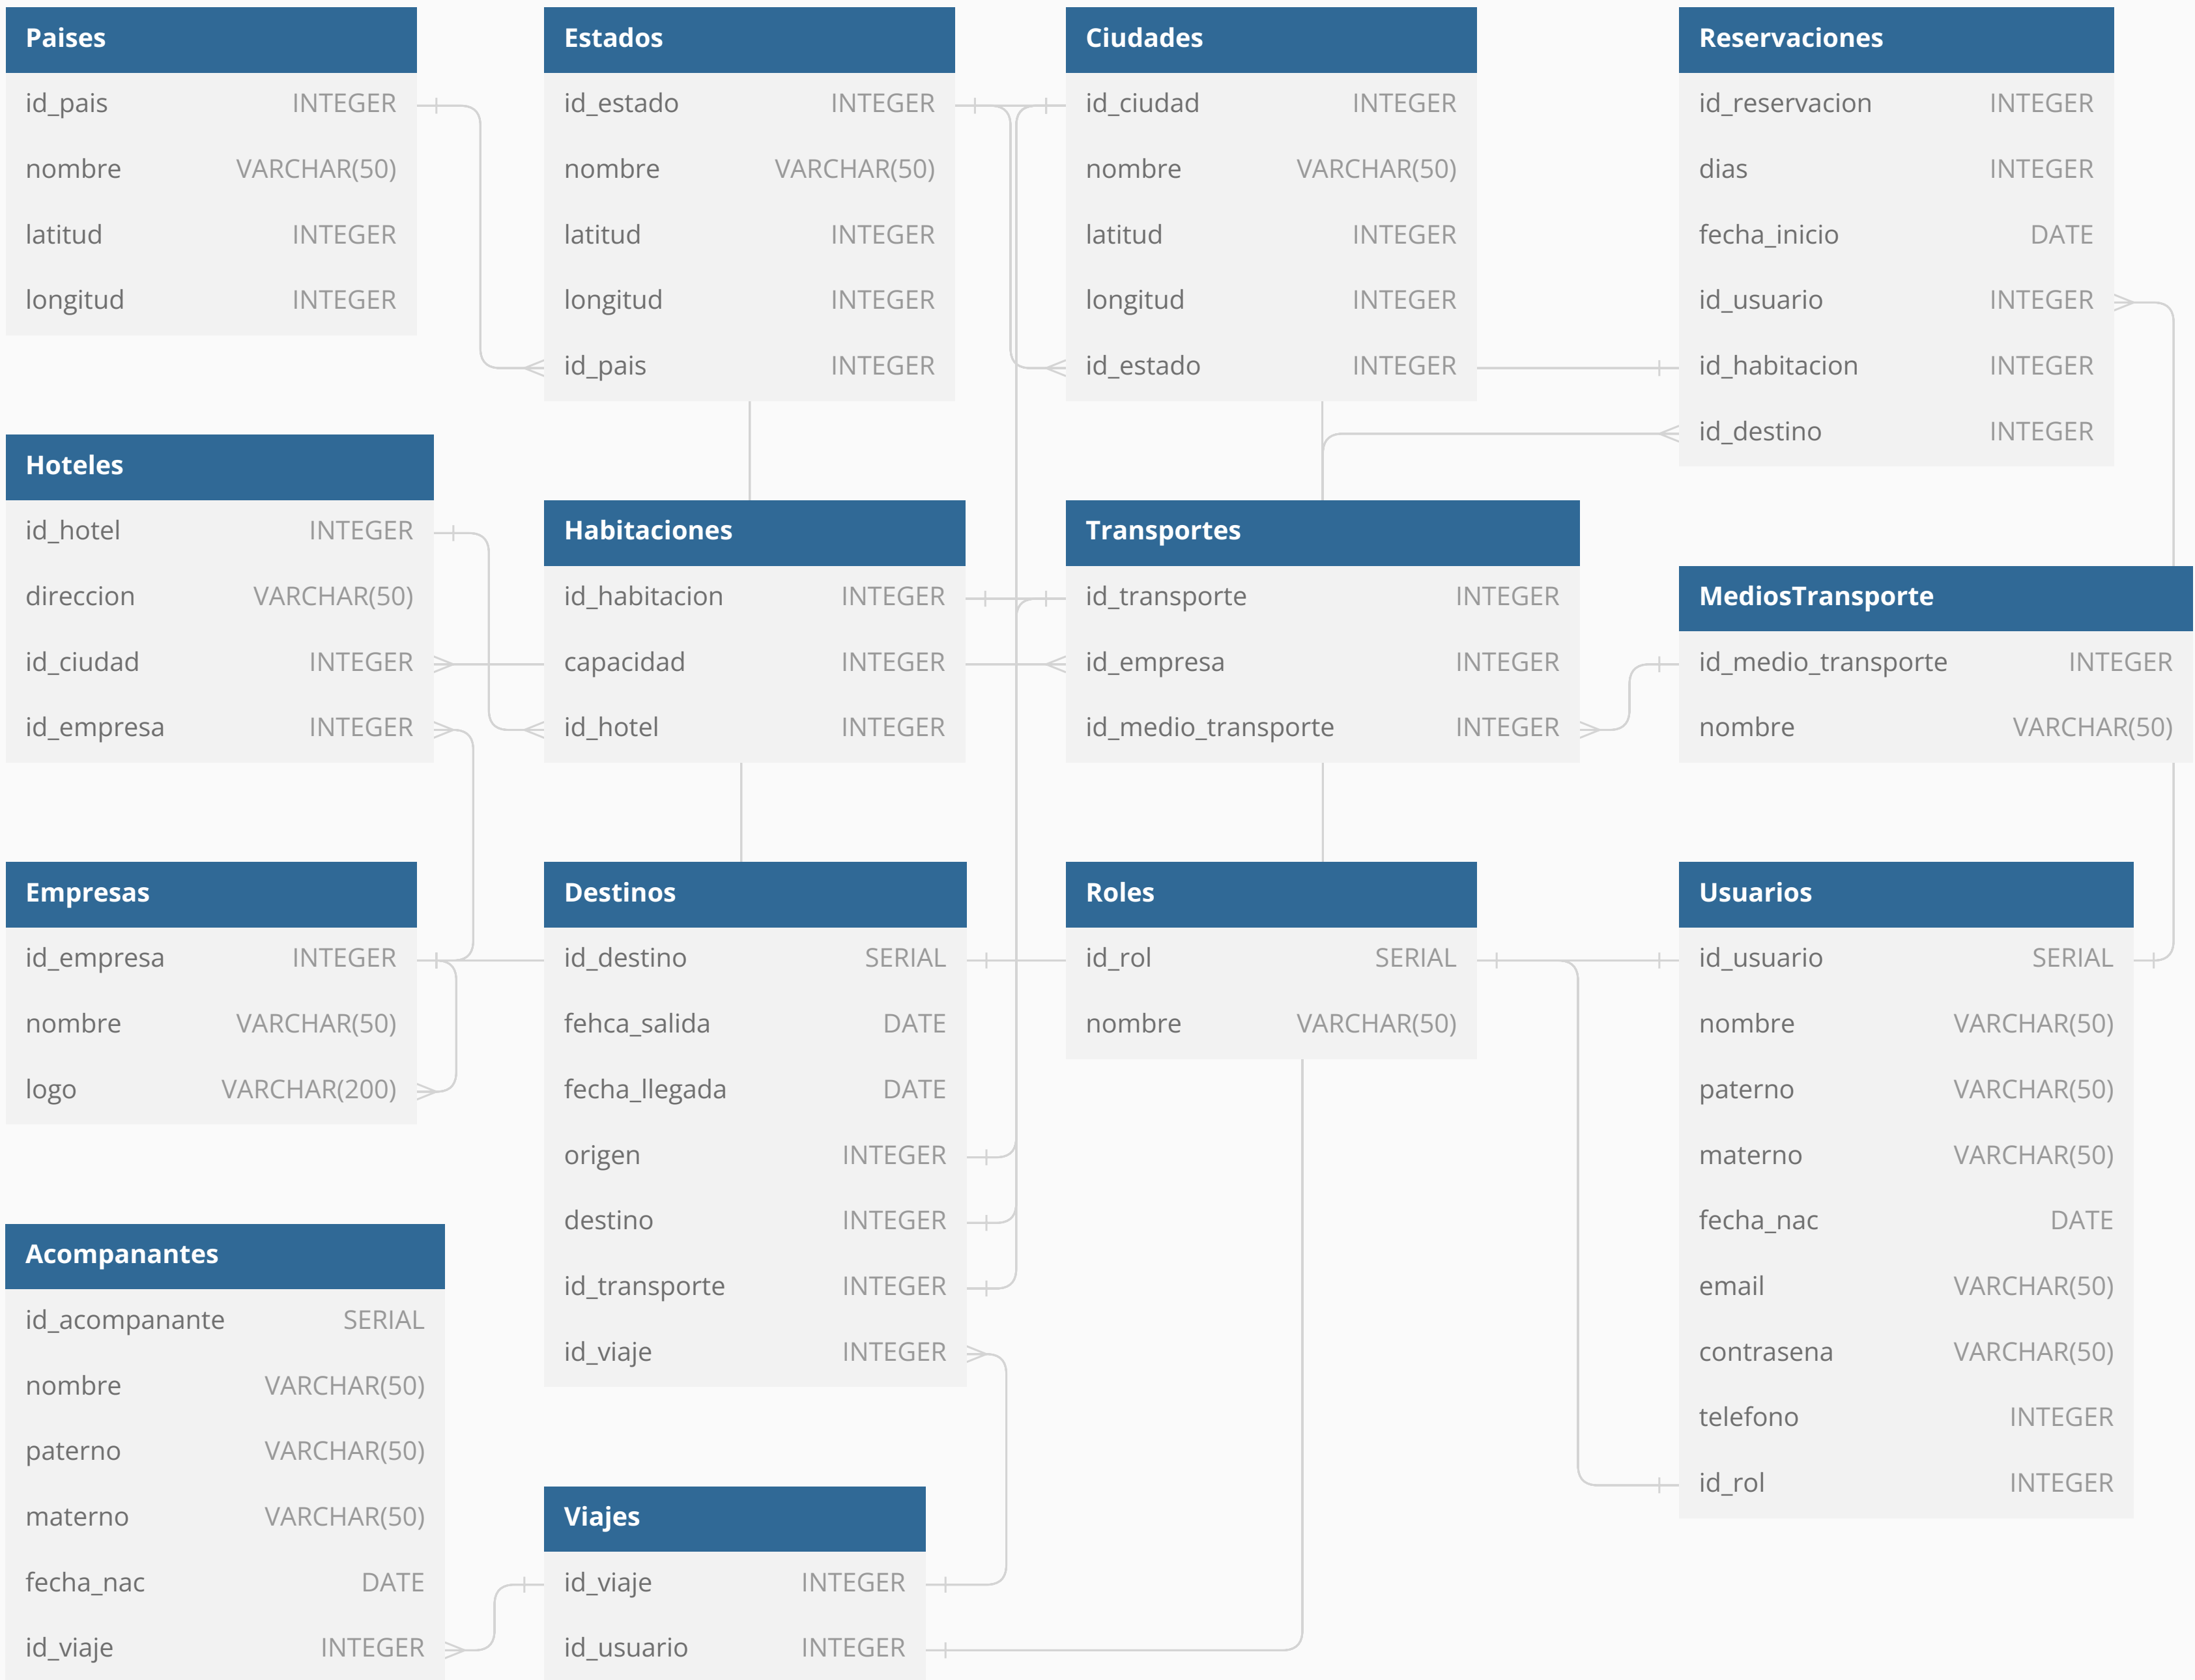 Paises
id_pais INTEGER
nombre VARCHAR(50)
latitud INTEGER
longitud INTEGER
Estados
id_estado INTEGER
nombre VARCHAR(50)
latitud INTEGER
longitud INTEGER
id_pais INTEGER
Ciudades
id_ciudad INTEGER
nombre VARCHAR(50)
latitud INTEGER
longitud INTEGER
id_estado INTEGER
Reservaciones
id_reservacion INTEGER
dias INTEGER
fecha_inicio DATE
id_usuario INTEGER
id_habitacion INTEGER
id_destino INTEGER
Hoteles
id_hotel INTEGER
direccion VARCHAR(50)
id_ciudad INTEGER
id_empresa INTEGER
Habitaciones
id_habitacion INTEGER
capacidad INTEGER
id_hotel INTEGER
Transportes
id_transporte INTEGER
id_empresa INTEGER
id_medio_transporte INTEGER
MediosTransporte
id_medio_transporte INTEGER
nombre VARCHAR(50)
Empresas
id_empresa INTEGER
nombre VARCHAR(50)
logo VARCHAR(200)
Destinos
id_destino SERIAL
fehca_salida DATE
fecha_llegada DATE
origen INTEGER
destino INTEGER
id_transporte INTEGER
id_viaje INTEGER
Roles
id_rol SERIAL
nombre VARCHAR(50)
Usuarios
id_usuario SERIAL
nombre VARCHAR(50)
paterno VARCHAR(50)
materno VARCHAR(50)
fecha_nac DATE
email VARCHAR(50)
contrasena VARCHAR(50)
telefono INTEGER
id_rol INTEGER
Acompanantes
id_acompanante SERIAL
nombre VARCHAR(50)
paterno VARCHAR(50)
materno VARCHAR(50)
fecha_nac DATE
id_viaje INTEGER
Viajes
id_viaje INTEGER
id_usuario INTEGER